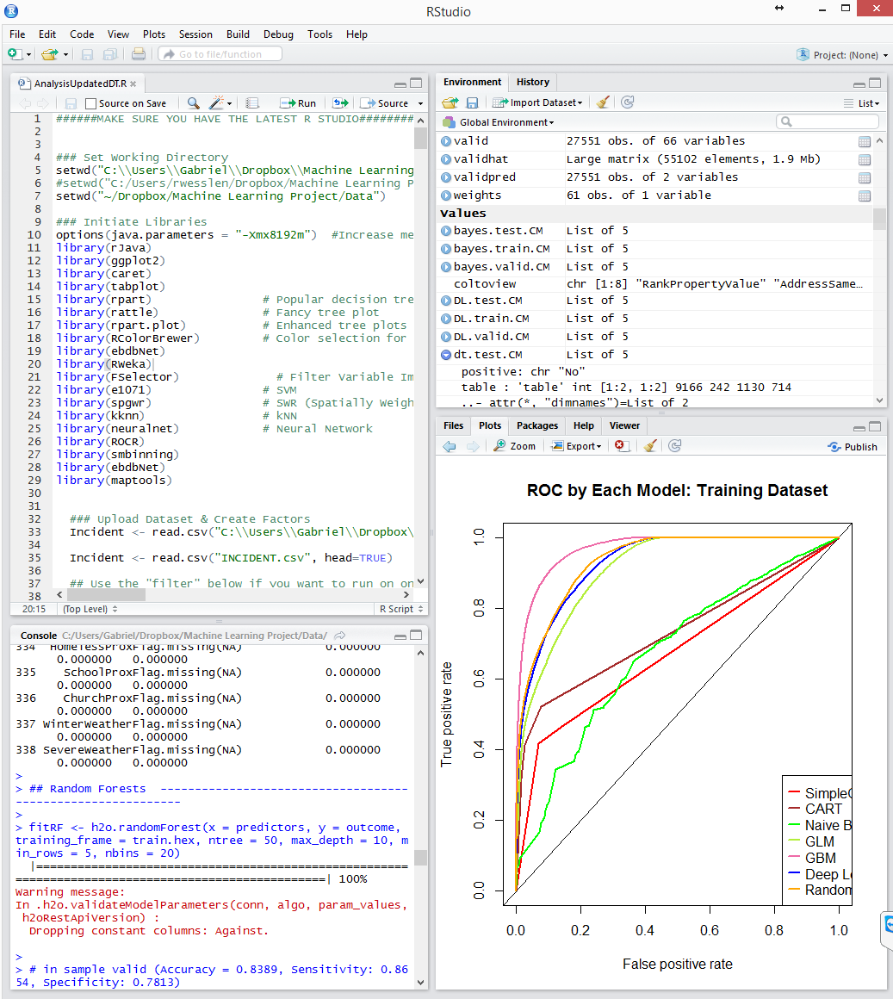 RStudio
File Edit Code View Plots Session Build Debug Tools Help
Go to file/function
Project: (None)
AnalysisUpdatedDT.R
Source on Save Run Source
1 ######MAKE SURE YOU HAVE THE LATEST R STUDIO#########
2
3
4 ### Set Working Directory
5 setwd("C:\\Users\\Gabriel\\Dropbox\\Machine Learning
6 #setwd("C:/Users/rwesslen/Dropbox/Machine Learning P
7 setwd("~/Dropbox/Machine Learning Project/Data")
8
9 ### Initiate Libraries
10 options(java.parameters = "-Xmx8192m") #Increase me
11 library(rJava)
12 library(ggplot2)
13 library(caret)
14 library(tabplot)
15 library(rpart) # Popular decision tre
16 library(rattle) # Fancy tree plot
17 library(rpart.plot) # Enhanced tree plots
18 library(RColorBrewer) # Color selection for
19 library(ebdbNet)
20 library(RWeka)
21 library(FSelector) # Filter Variable Im
22 library(e1071) # SVM
23 library(spgwr) # SWR (Spatially Weigh
24 library(kknn) # kNN
25 library(neuralnet) # Neural Network
26 library(ROCR)
27 library(smbinning)
28 library(ebdbNet)
29 library(maptools)
30
31
32 ### Upload Dataset & Create Factors
33 Incident <- read.csv("C:\\Users\\Gabriel\\Dropbox\
34
35 Incident <- read.csv("INCIDENT.csv", head=TRUE)
36
37 ## Use the "filter" below if you want to run on on
38
20:15 (Top Level) R Script
Console C:/Users/Gabriel/Dropbox/Machine Learning Project/Data/
334 HomelessProxFlag.missing(NA) 0.000000
0.000000 0.000000
335 SchoolProxFlag.missing(NA) 0.000000
0.000000 0.000000
336 ChurchProxFlag.missing(NA) 0.000000
0.000000 0.000000
337 WinterWeatherFlag.missing(NA) 0.000000
0.000000 0.000000
338 SevereWeatherFlag.missing(NA) 0.000000
0.000000 0.000000
>
> ## Random Forests ------------------------------------
------------------------
>
> fitRF <- h2o.randomForest(x = predictors, y = outcome,
training_frame = train.hex, ntree = 50, max_depth = 10, m
in_rows = 5, nbins = 20)
|======================================================
=============================================| 100%
Warning message:
In .h2o.validateModelParameters(conn, algo, param_values,
h2oRestApiversion) :
Dropping constant columns: Against.
>
> # in sample valid (Accuracy = 0.8389, Sensitivity: 0.86
54, Specificity: 0.7813)
Environment History
Import Dataset List
Global Environment
valid 27551 obs. of 66 variables
validhat Large matrix (55102 elements, 1.9 Mb)
validpred 27551 obs. of 2 variables
weights 61 obs. of 1 variable
Values
bayes.test.CM List of 5
bayes.train.CM List of 5
bayes.valid.CM List of 5
coltoview chr [1:8] "RankPropertyValue" "AddressSame…
DL.test.CM List of 5
DL.train.CM List of 5
DL.valid.CM List of 5
dt.test.CM List of 5
positive: chr "No"
table : 'table' int [1:2, 1:2] 9166 242 1130 714
..- attr(*, "dimnames")=List of 2
Files Plots Packages Help Viewer
Zoom Export Publish
ROC by Each Model: Training Dataset
True positive rate
1.0
0.8
0.6
0.4
0.2
0.0
SimpleC
CART
Naive B
GLM
GBM
Deep Le
Random
0.0 0.2 0.4 0.6 0.8 1.0
False positive rate